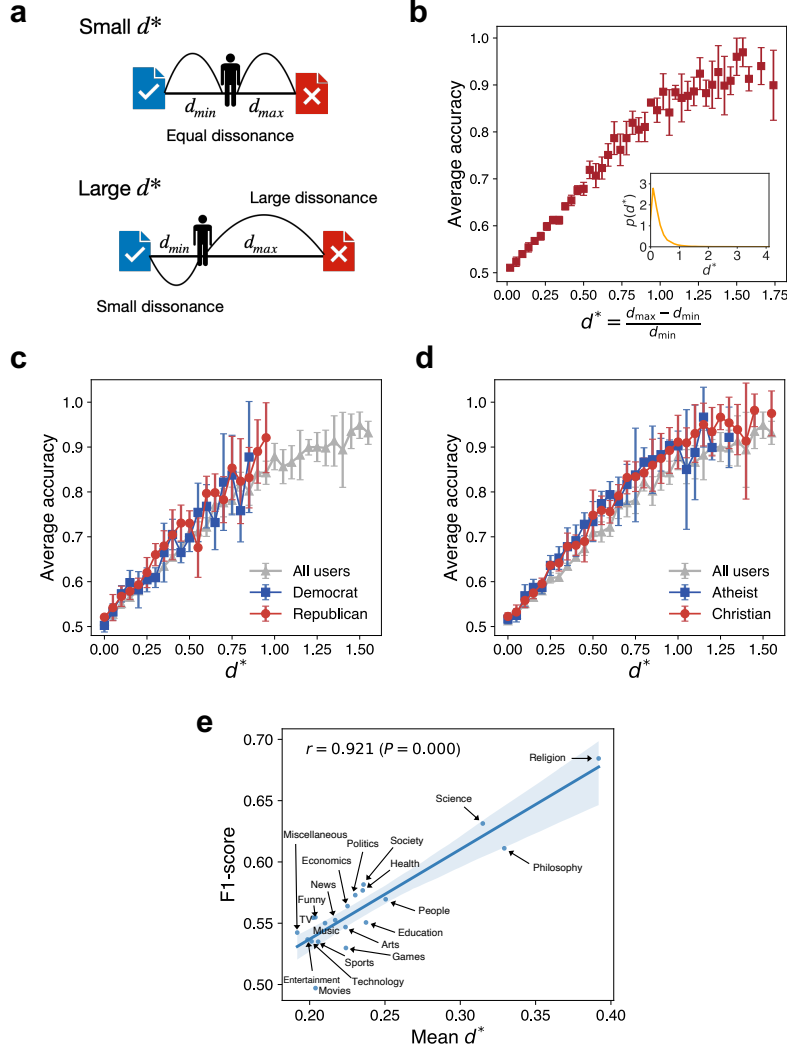 a
Small d*
d_min d_max
Equal dissonance
Large d*
Large dissonance
d_min d_max
Small dissonance
b
Average accuracy
1.0
0.9
0.8
0.7
0.6
0.5
0.00 0.25 0.50 0.75 1.00 1.25 1.50 1.75
d* = (d_max − d_min) / d_min
p(d*)
3
2
1
0
0 1 2 3 4
d*
c
Average accuracy
1.0
0.9
0.8
0.7
0.6
0.5
All users
Democrat
Republican
0.00 0.25 0.50 0.75 1.00 1.25 1.50
d*
d
Average accuracy
1.0
0.9
0.8
0.7
0.6
0.5
All users
Atheist
Christian
0.00 0.25 0.50 0.75 1.00 1.25 1.50
d*
e
F1-score
0.70
0.65
0.60
0.55
0.50
r = 0.921 (P = 0.000)
Religion
Science
Philosophy
Miscellaneous
Society
Politics
Economics
Health
News
Funny
People
TV
Music
Education
Arts
Games
Sports
Entertainment
Technology
Movies
0.20 0.25 0.30 0.35 0.40
Mean d*